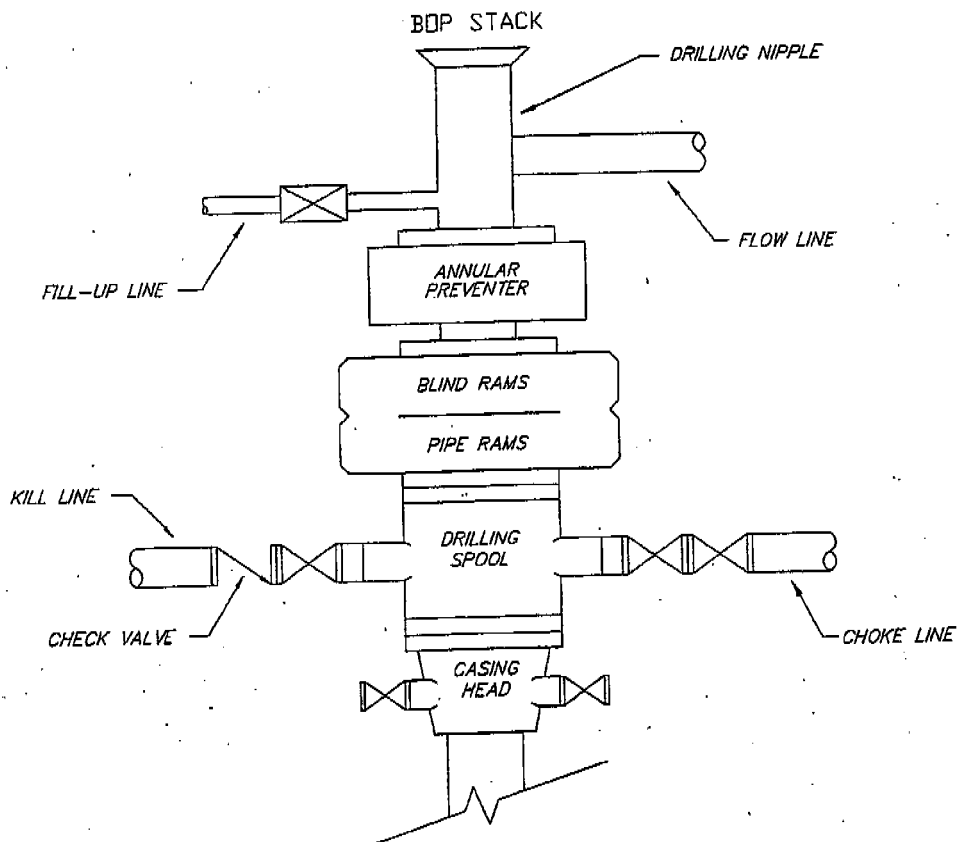 BOP STACK
DRILLING NIPPLE
FLOW LINE
FILL-UP LINE
ANNULAR
PREVENTER
BLIND RAMS
PIPE RAMS
KILL LINE
DRILLING
SPOOL
CHECK VALVE
CHOKE LINE
CASING
HEAD